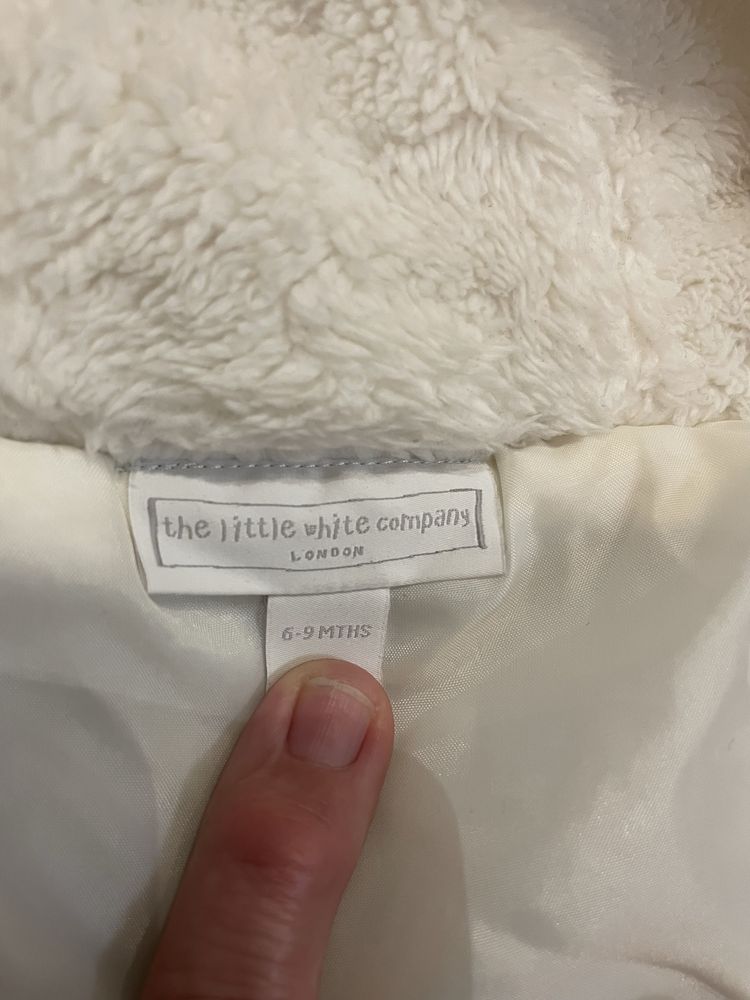 the little white company
LONDON
6-9 MTHS